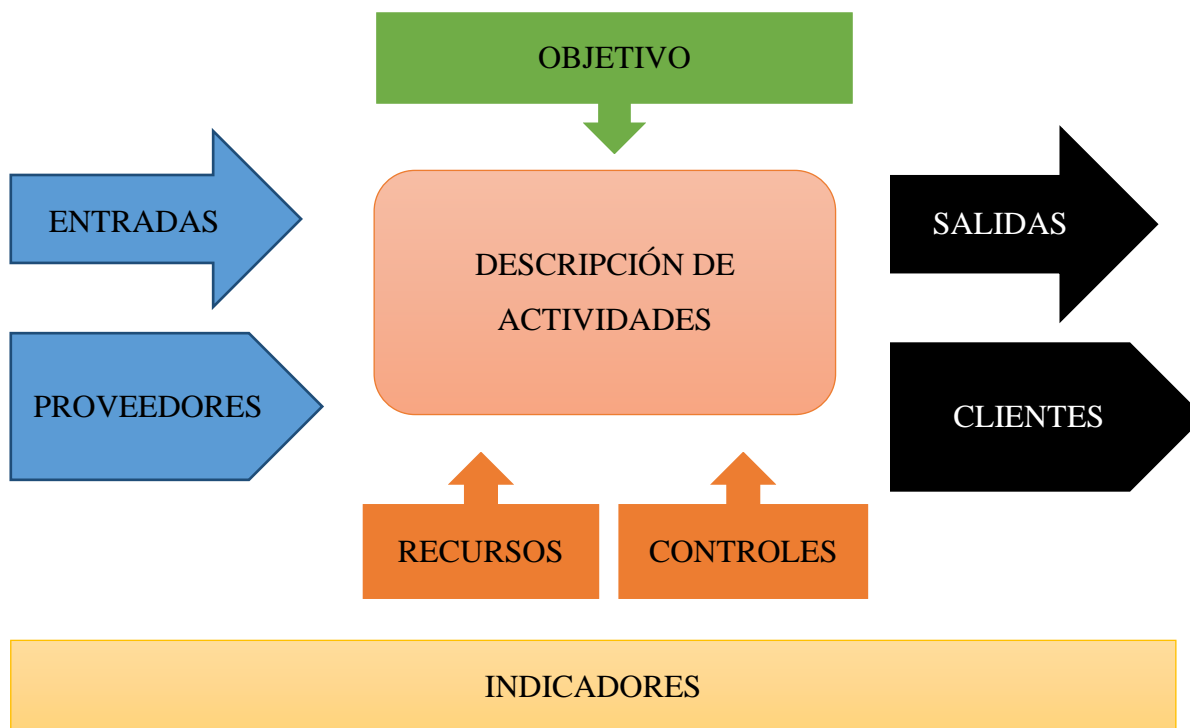 OBJETIVO
ENTRADAS
SALIDAS
DESCRIPCIÓN DE
ACTIVIDADES
PROVEEDORES
CLIENTES
RECURSOS
CONTROLES
INDICADORES